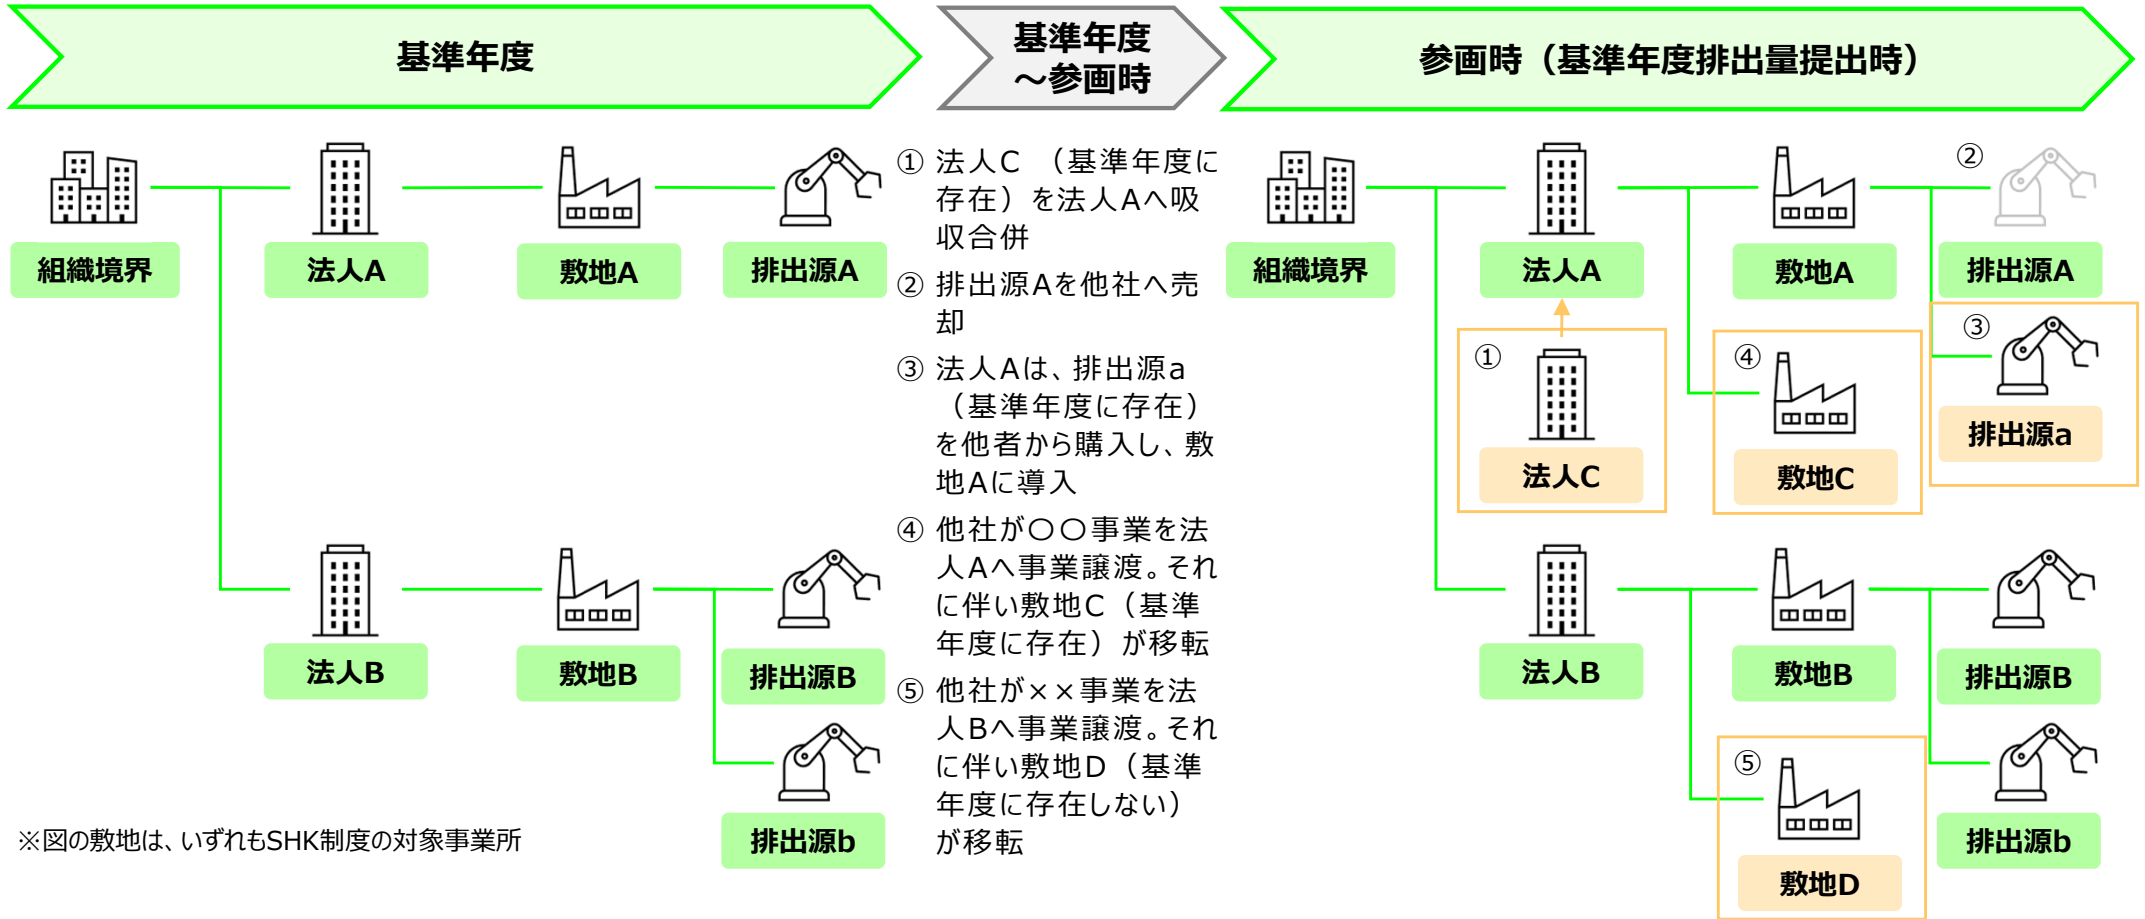 基準年度
組織境界
法人A
敷地A
排出源A
法人B
敷地B
排出源B
排出源b
※図の敷地は、いずれもSHK制度の対象事業所
基準年度
～参画時
① 法人C （基準年度に
存在）を法人Aへ吸
収合併
② 排出源Aを他社へ売
却
③ 法人Aは、排出源a
（基準年度に存在）
を他者から購入し、敷
地Aに導入
④ 他社が〇〇事業を法
人Aへ事業譲渡。それ
に伴い敷地C（基準
年度に存在）が移転
⑤ 他社が××事業を法
人Bへ事業譲渡。それ
に伴い敷地D（基準
年度に存在しない）
が移転
参画時（基準年度排出量提出時）
組織境界
法人A
敷地A
②
排出源A
①
法人C
④
敷地C
③
排出源a
法人B
敷地B
排出源B
⑤
敷地D
排出源b